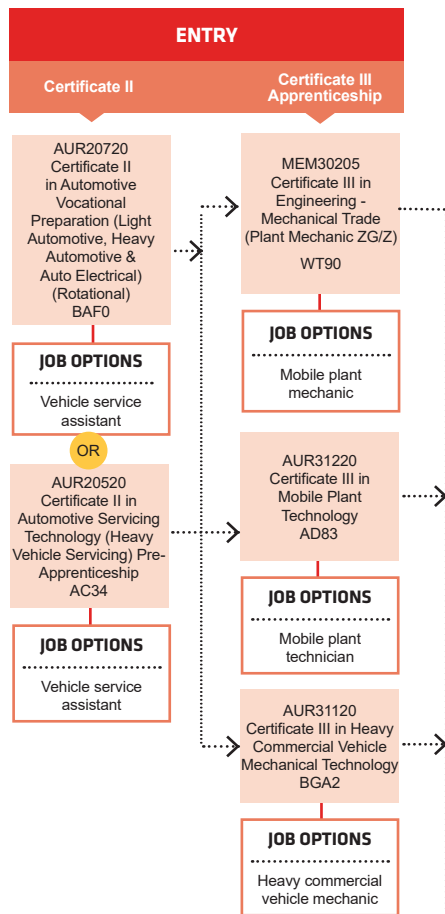 ENTRY
Certificate II
Certificate III
Apprenticeship
AUR20720
Certificate II
in Automotive
Vocational
Preparation (Light
Automotive, Heavy
Automotive &
Auto Electrical)
(Rotational)
BAF0
JOB OPTIONS
Vehicle service
assistant
OR
AUR20520
Certificate II in
Automotive Servicing
Technology (Heavy
Vehicle Servicing) Pre-
Apprenticeship
AC34
JOB OPTIONS
Vehicle service
assistant
MEM30205
Certificate III in
Engineering -
Mechanical Trade
(Plant Mechanic ZG/Z)
WT90
JOB OPTIONS
Mobile plant
mechanic
AUR31220
Certificate III in
Mobile Plant
Technology
AD83
JOB OPTIONS
Mobile plant
technician
AUR31120
Certificate III in Heavy
Commercial Vehicle
Mechanical Technology
BGA2
JOB OPTIONS
Heavy commercial
vehicle mechanic